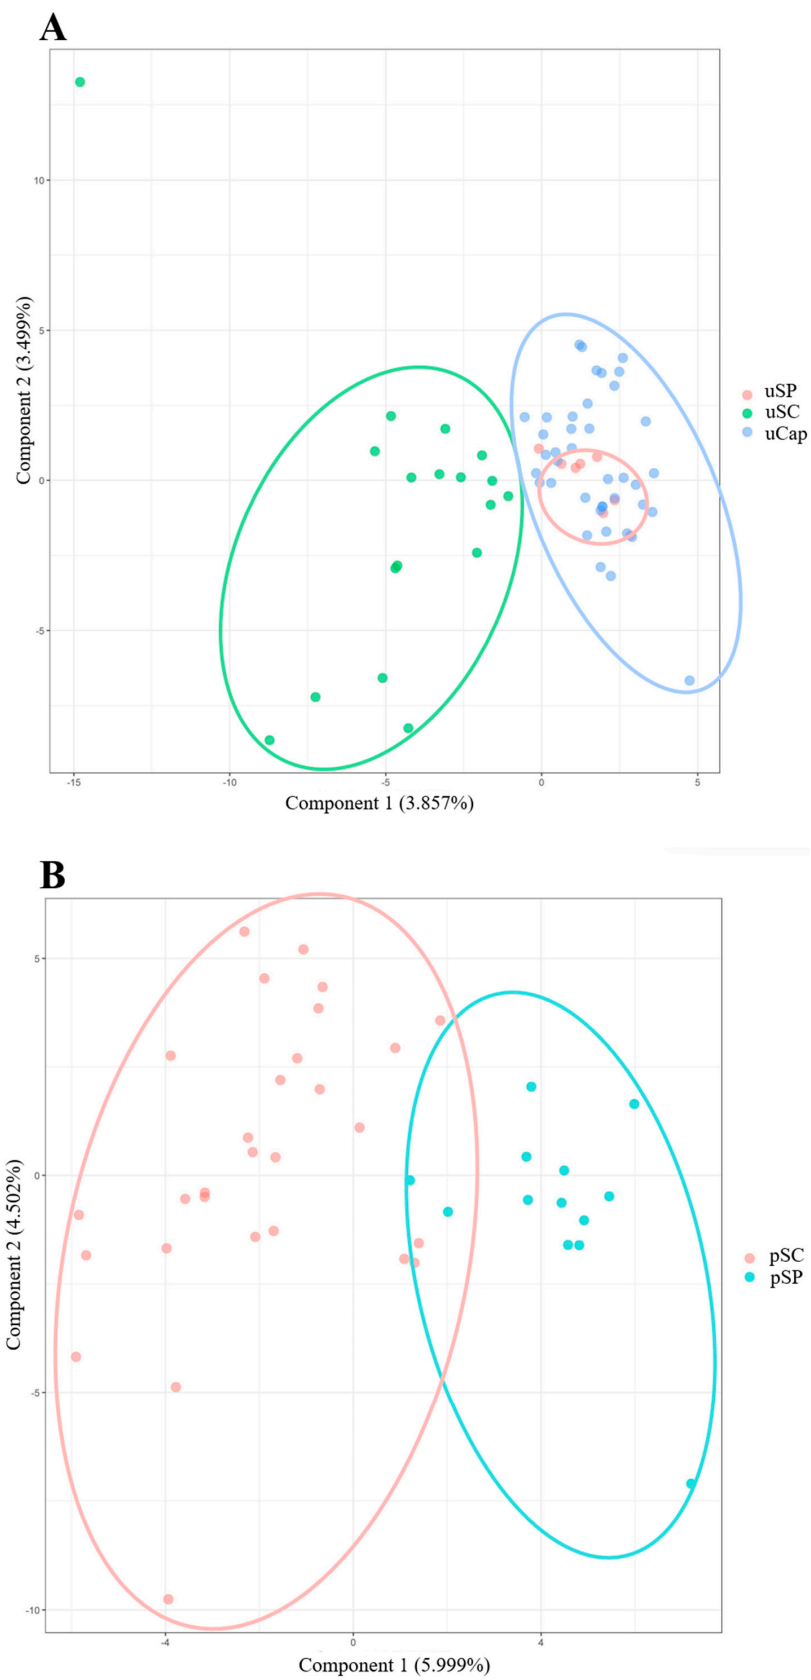 A
10
5
0
-5
-15
-10
-5
0
5
Component 2 (3.499%)
Component 1 (3.857%)
uSP
uSC
uCap
B
5
0
-5
-10
-4
0
4
Component 2 (4.502%)
Component 1 (5.999%)
pSC
pSP